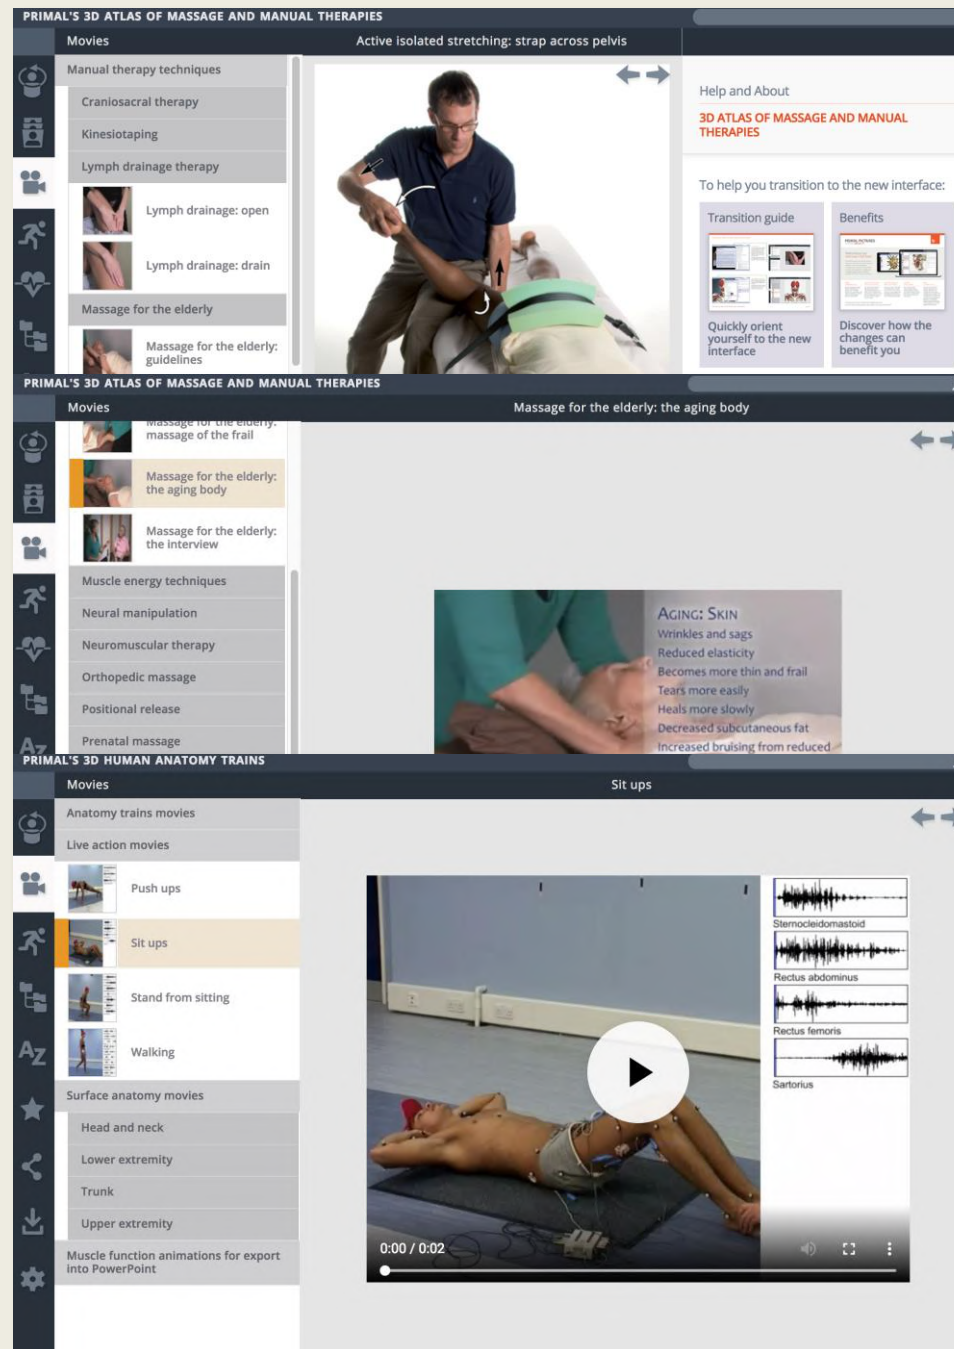 PRIMAL'S 3D ATLAS OF MASSAGE AND MANUAL THERAPIES
Movies
Active isolated stretching: strap across pelvis
Manual therapy techniques
Craniosacral therapy
Kinesiotaping
Lymph drainage therapy
Lymph drainage: open
Lymph drainage: drain
Massage for the elderly
Massage for the elderly:
guidelines
Help and About
3D ATLAS OF MASSAGE AND MANUAL
THERAPIES
To help you transition to the new interface:
Transition guide
Quickly orient
yourself to the new
interface
Benefits
Discover how the
changes can
benefit you
PRIMAL'S 3D ATLAS OF MASSAGE AND MANUAL THERAPIES
Movies
Massage for the elderly: the aging body
Massage for the elderly:
massage of the frail
Massage for the elderly:
the aging body
Massage for the elderly:
the interview
Muscle energy techniques
Neural manipulation
Neuromuscular therapy
Orthopedic massage
Positional release
Prenatal massage
AZ
AGING: SKIN
Wrinkles and sags
Reduced elasticity
Becomes more thin and frail
Tears more easily
Heals more slowly
Decreased subcutaneous fat
Increased bruising from reduced
PRIMAL'S 3D HUMAN ANATOMY TRAINS
Movies
Sit ups
Anatomy trains movies
Live action movies
Push ups
Sit ups
Stand from sitting
Walking
AZ
Surface anatomy movies
Head and neck
Lower extremity
Trunk
Upper extremity
Muscle function animations for export
into PowerPoint
Sternocleidomastoid
Rectus abdominus
Rectus femoris
Sartorius
0:00 / 0:02